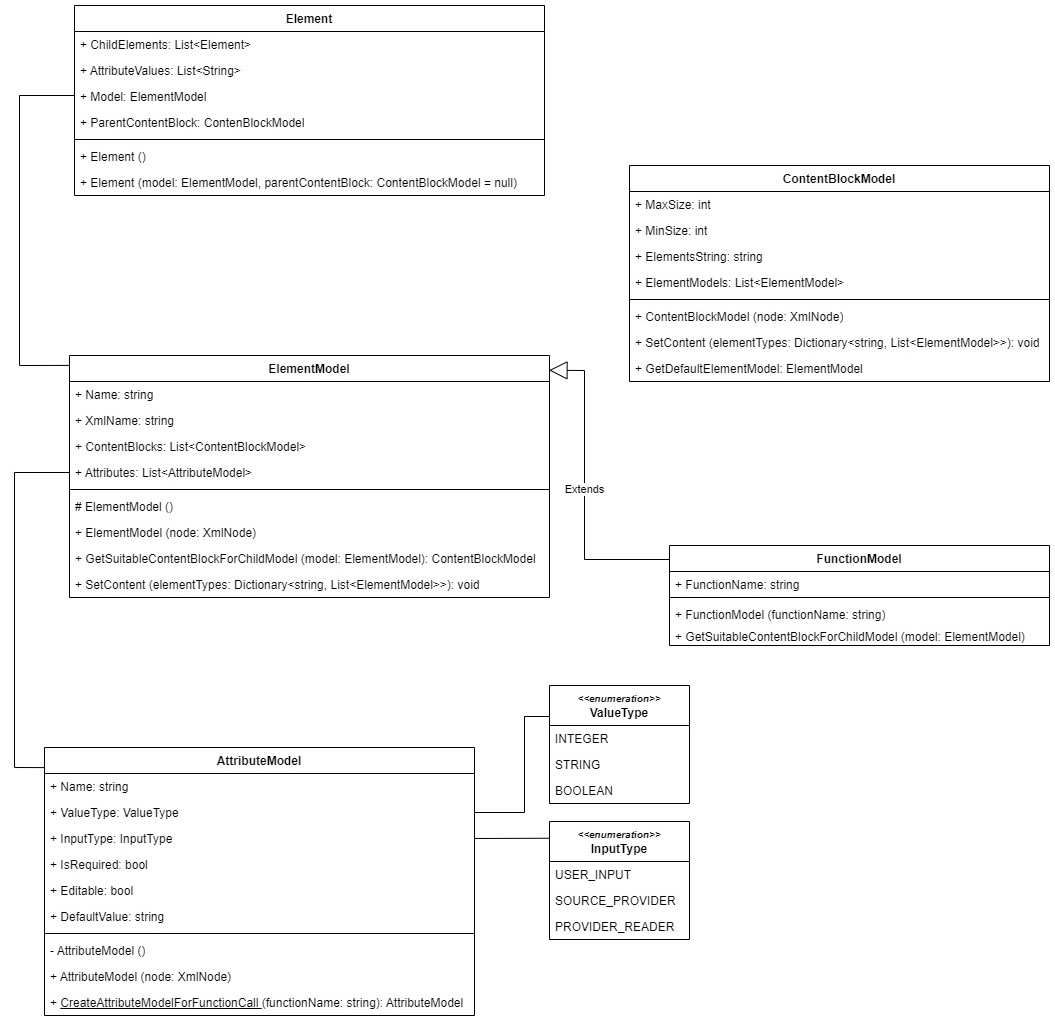 Element
+ ChildElements: List<Element>
+ AttributeValues: List<String>
+ Model: ElementModel
+ ParentContentBlock: ContenBlockModel
+ Element ()
+ Element (model: ElementModel, parentContentBlock: ContentBlockModel = null)
ContentBlockModel
+ MaxSize: int
+ MinSize: int
+ ElementsString: string
+ ElementModels: List<ElementModel>
+ ContentBlockModel (node: XmlNode)
+ SetContent (elementTypes: Dictionary<string, List<ElementModel>>): void
+ GetDefaultElementModel: ElementModel
ElementModel
+ Name: string
+ XmlName: string
+ ContentBlocks: List<ContentBlockModel>
+ Attributes: List<AttributeModel>
# ElementModel ()
+ ElementModel (node: XmlNode)
+ GetSuitableContentBlockForChildModel (model: ElementModel): ContentBlockModel
+ SetContent (elementTypes: Dictionary<string, List<ElementModel>>): void
Extends
FunctionModel
+ FunctionName: string
+ FunctionModel (functionName: string)
+ GetSuitableContentBlockForChildModel (model: ElementModel)
<<enumeration>>
ValueType
INTEGER
STRING
BOOLEAN
AttributeModel
+ Name: string
+ ValueType: ValueType
+ InputType: InputType
+ IsRequired: bool
+ Editable: bool
+ DefaultValue: string
- AttributeModel ()
+ AttributeModel (node: XmlNode)
+ CreateAttributeModelForFunctionCall (functionName: string): AttributeModel
<<enumeration>>
InputType
USER_INPUT
SOURCE_PROVIDER
PROVIDER_READER